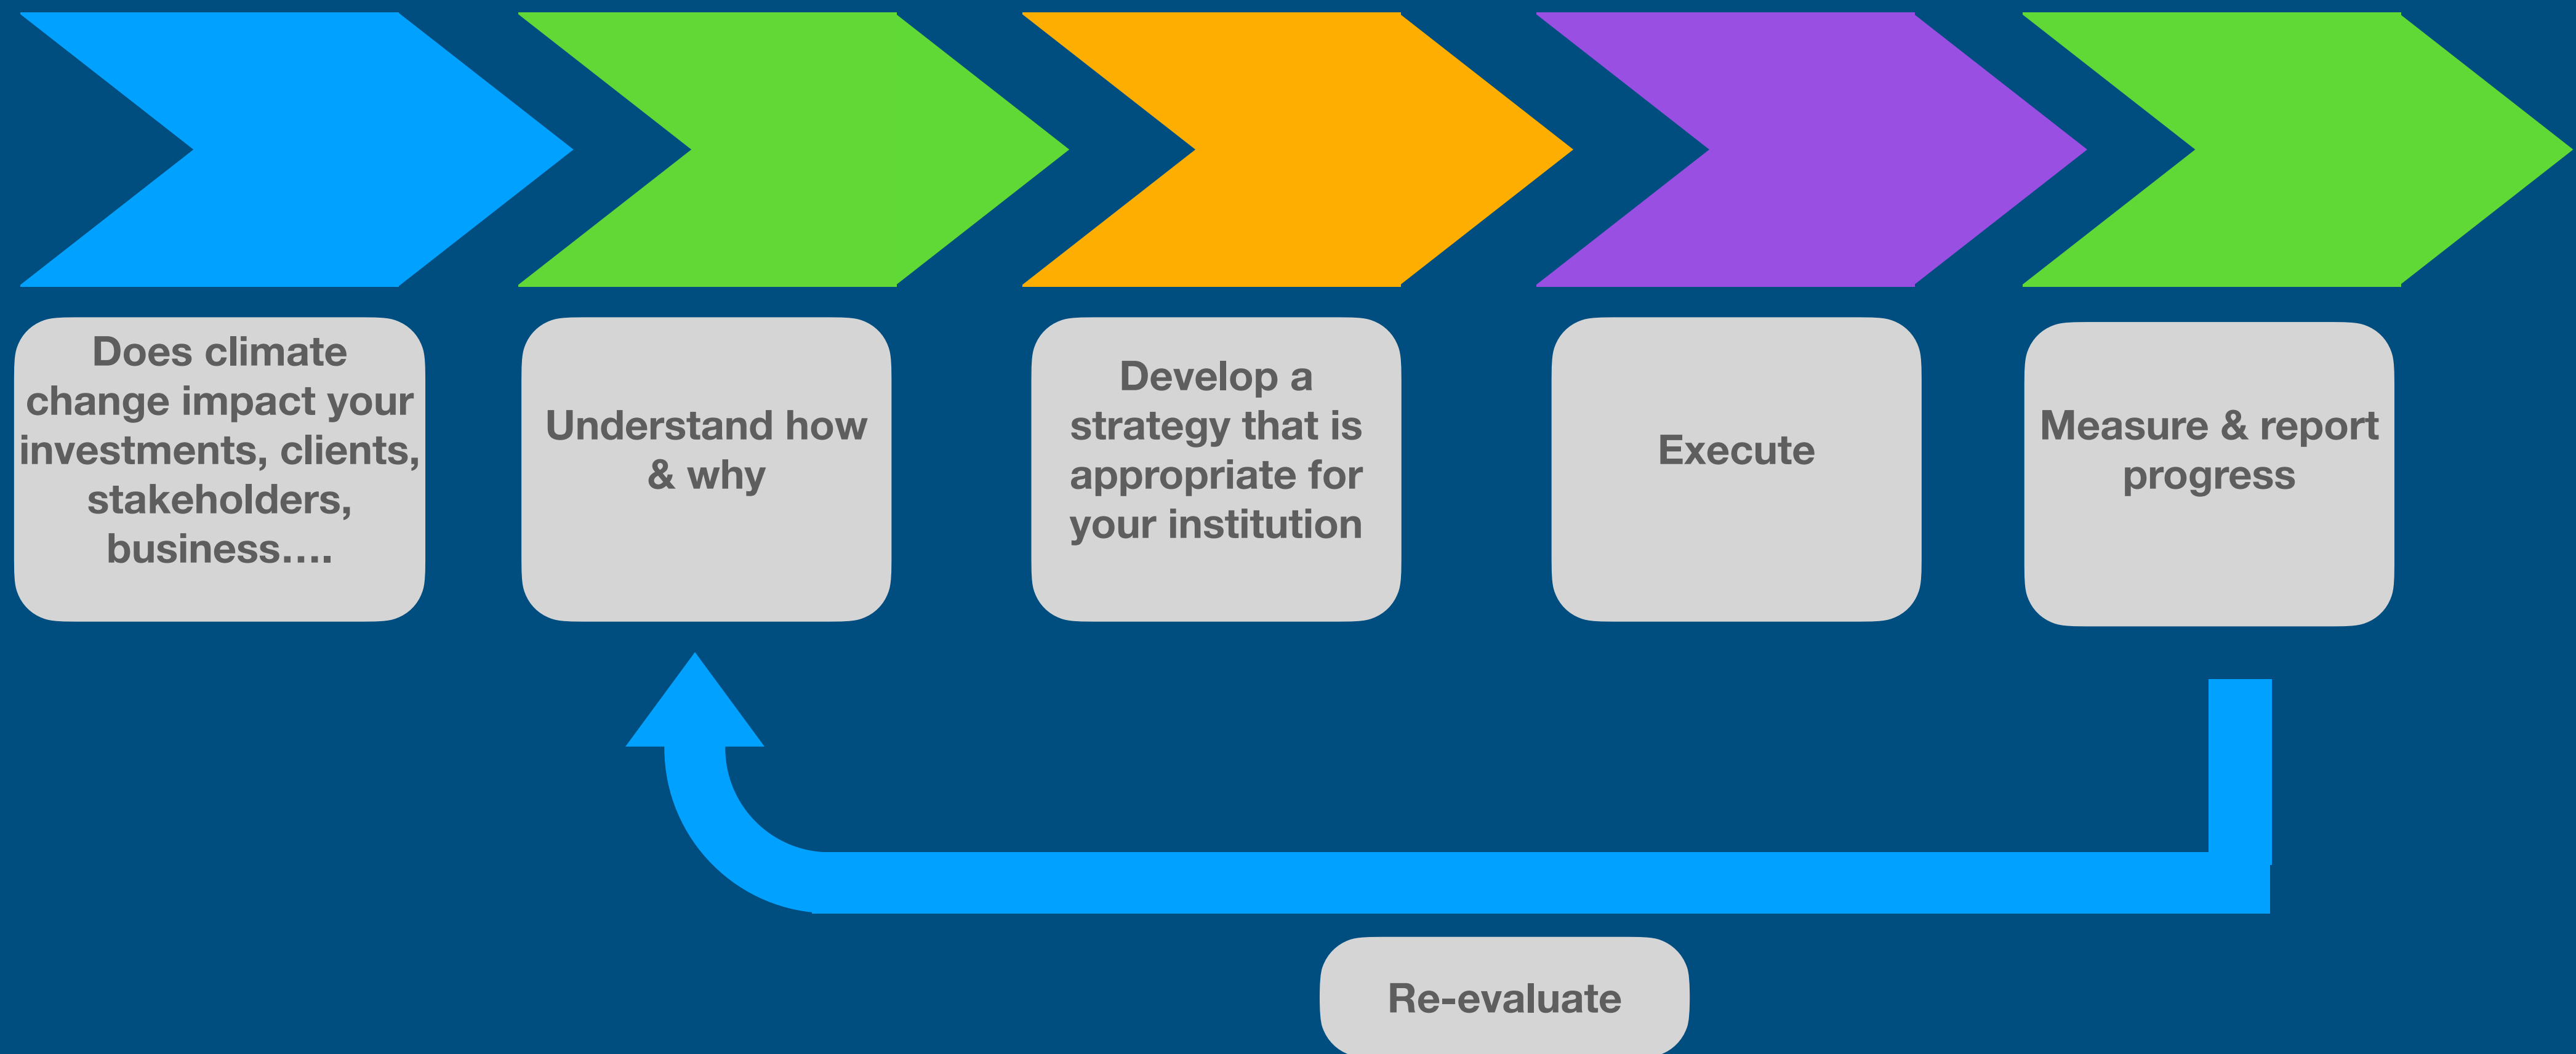 Does climate
change impact your
investments, clients,
stakeholders,
business....
Understand how
& why
Develop a
strategy that is
appropriate for
your institution
Execute
Measure & report
progress
Re-evaluate